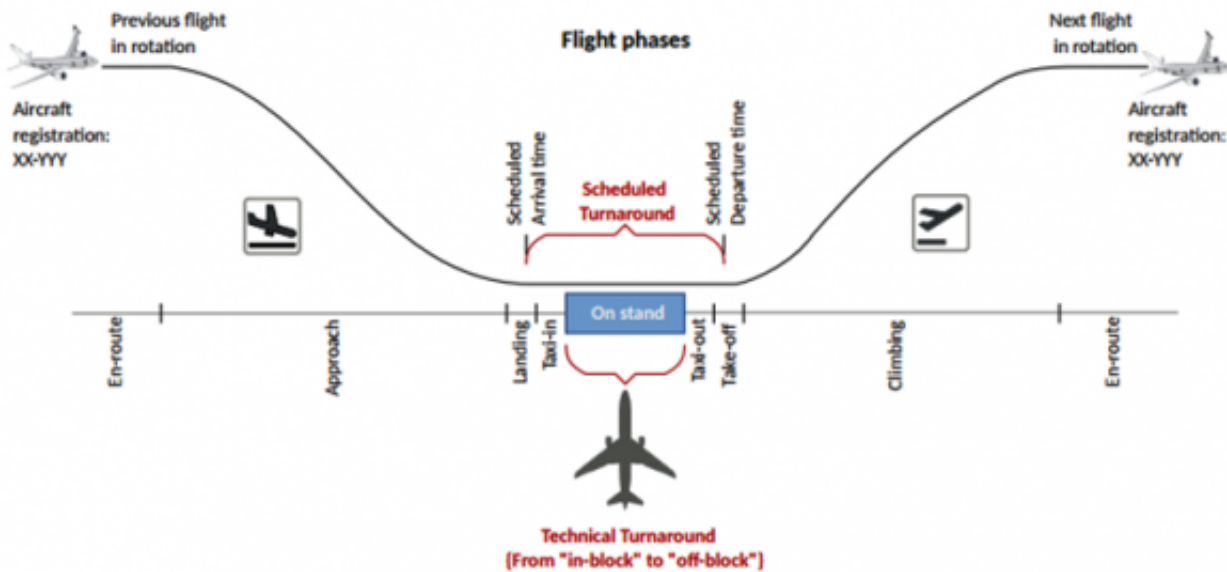 Previous flight
in rotation
Flight phases
Next flight
in rotation
Aircraft
registration:
XX-YYY
Aircraft
registration:
XX-YYY
Scheduled
Arrival time
Scheduled
Turnaround
Scheduled
Departure time
On stand
En-route
Approach
Landing
Taxi-in
Taxi-out
Take-off
Climbing
En-route
Technical Turnaround
(From "in-block" to "off-block")